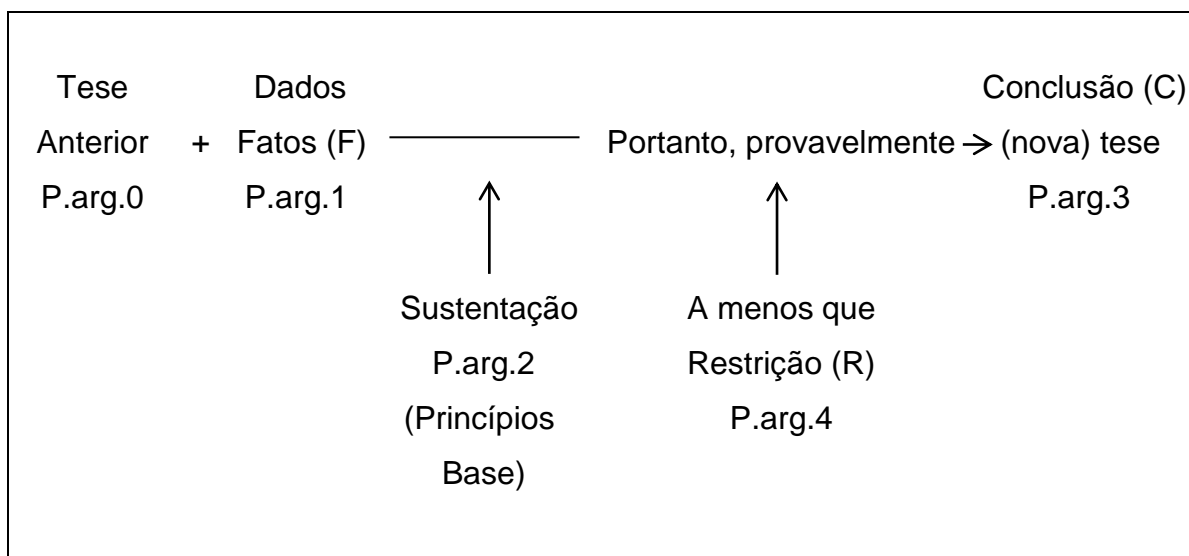 Tese Dados Conclusão (C)
Anterior + Fatos (F) Portanto, provavelmente → (nova) tese
P.arg.0 P.arg.1 P.arg.3
Sustentação A menos que
P.arg.2 Restrição (R)
(Princípios P.arg.4
Base)